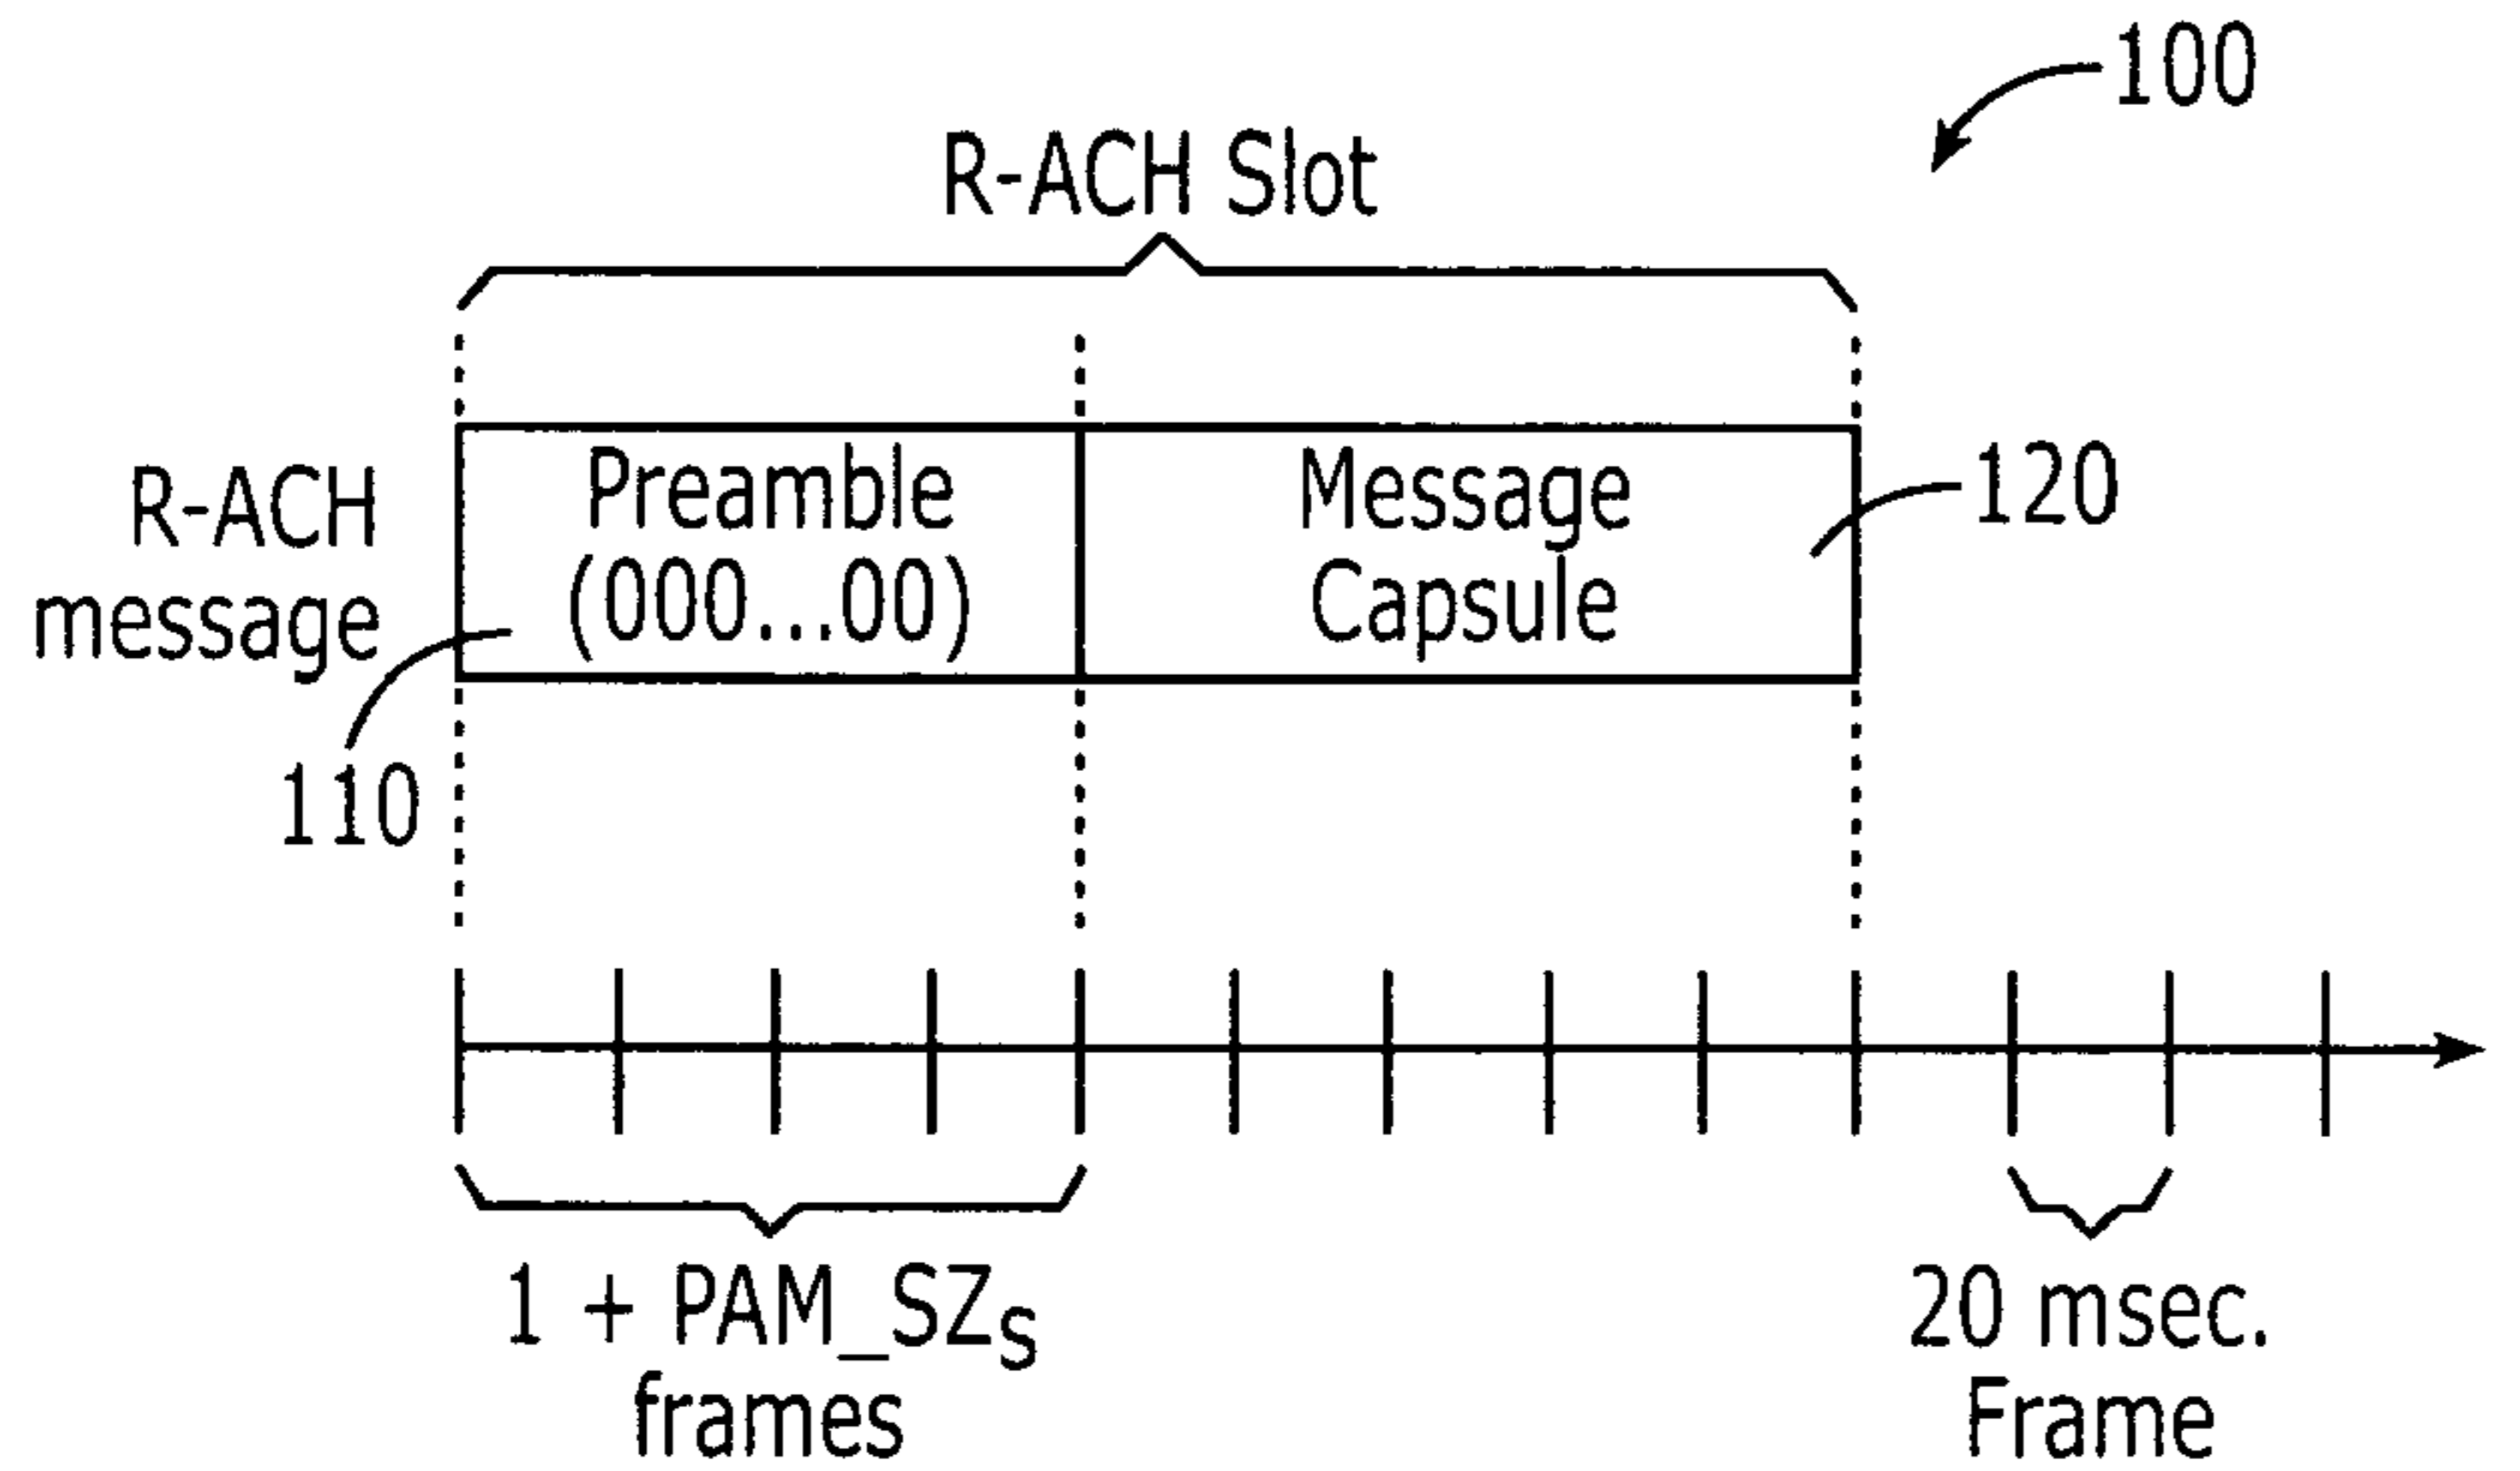 100
R-ACH Slot
R-ACH
message
Preamble
(000...00)
Message
Capsule
120
110
1 + PAM_SZS
frames
20 msec.
Frame